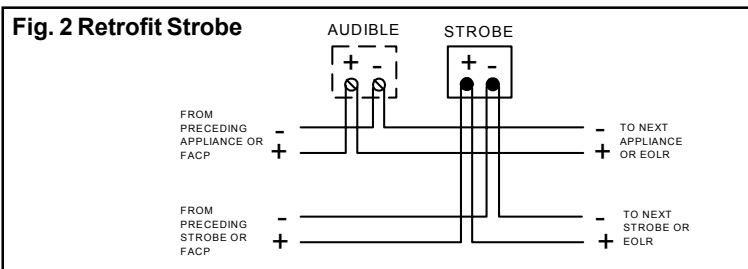 Fig. 2 Retrofit Strobe
AUDIBLE
STROBE
+ -
+ -
FROM
PRECEDING
APPLIANCE OR
FACP
-
+
- TO NEXT
APPLIANCE
+ OR EOLR
FROM
PRECEDING
STROBE OR
FACP
-
+
- TO NEXT
STROBE OR
+ EOLR